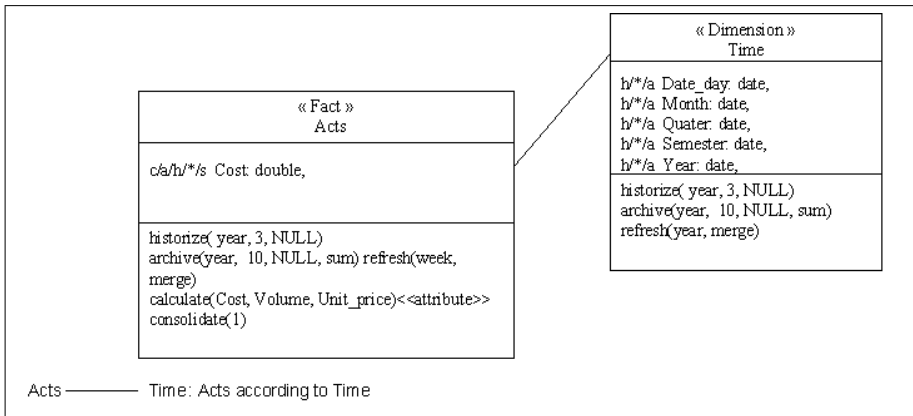 « Dimension »
Time
h/*/a Date_day: date,
h/*/a Month: date,
h/*/a Quater: date,
h/*/a Semester: date,
h/*/a Year: date,
historize( year, 3, NULL)
archive(year, 10, NULL, sum)
refresh(year, merge)
« Fact »
Acts
c/a/h/*/s Cost: double,
historize( year, 3, NULL)
archive(year, 10, NULL, sum) refresh(week,
merge)
calculate(Cost, Volume, Unit_price)<<attribute>>
consolidate(1)
Acts Time: Acts according to Time